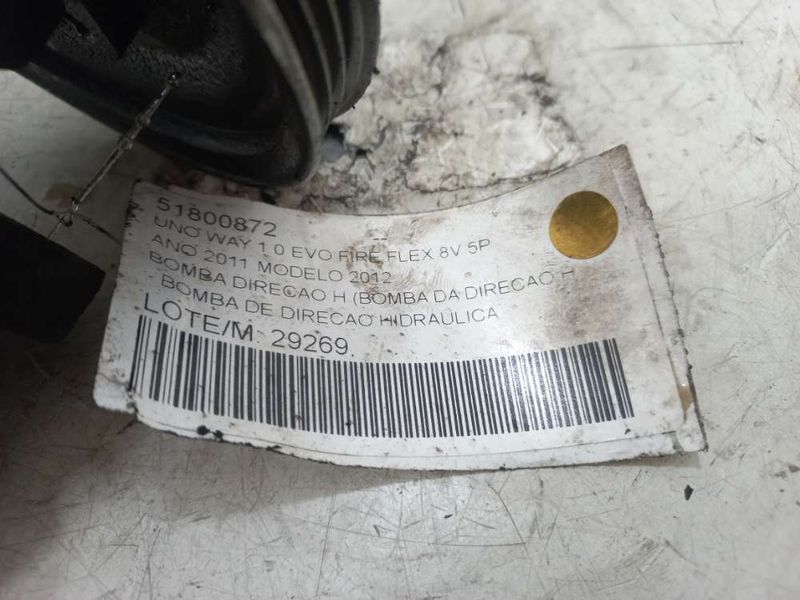 51800872
--
UNO WAY 1.0 EVO FIRE FLEX 8V 5P
ANO 2011 MODELO 2012
BOMBA DIRECAO H (BOMBA DA DIRECAO H
- BOMBA DE DIRECAO HIDRAULICA
LOTE/M: 29269.